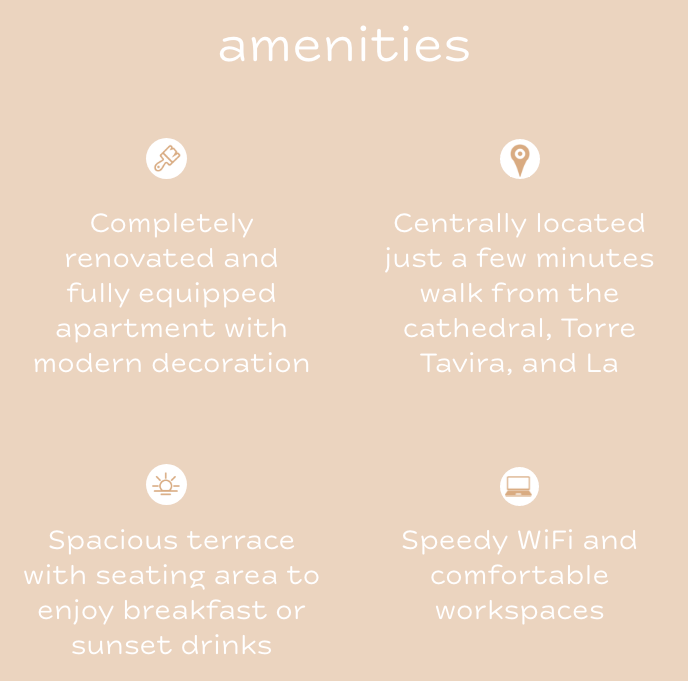 amenities
Completely
renovated and
fully equipped
apartment with
modern decoration
Centrally located
just a few minutes
walk from the
cathedral, Torre
Tavira, and La
Spacious terrace
with seating area to
enjoy breakfast or
sunset drinks
Speedy WiFi and
comfortable
workspaces